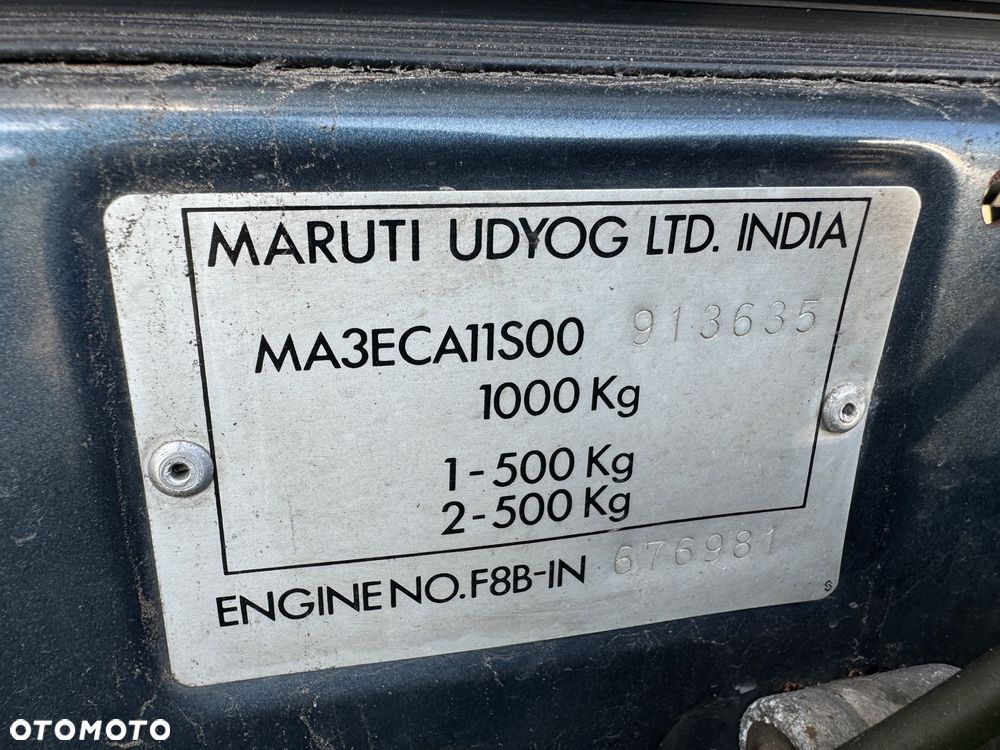 MARUTI UDYOG LTD. INDIA
MA3ECA11S00 913635
1000 Kg
1-500 Kg
2-500 Kg
ENGINE NO.F8B-IN 676981
S
OTOMOTO